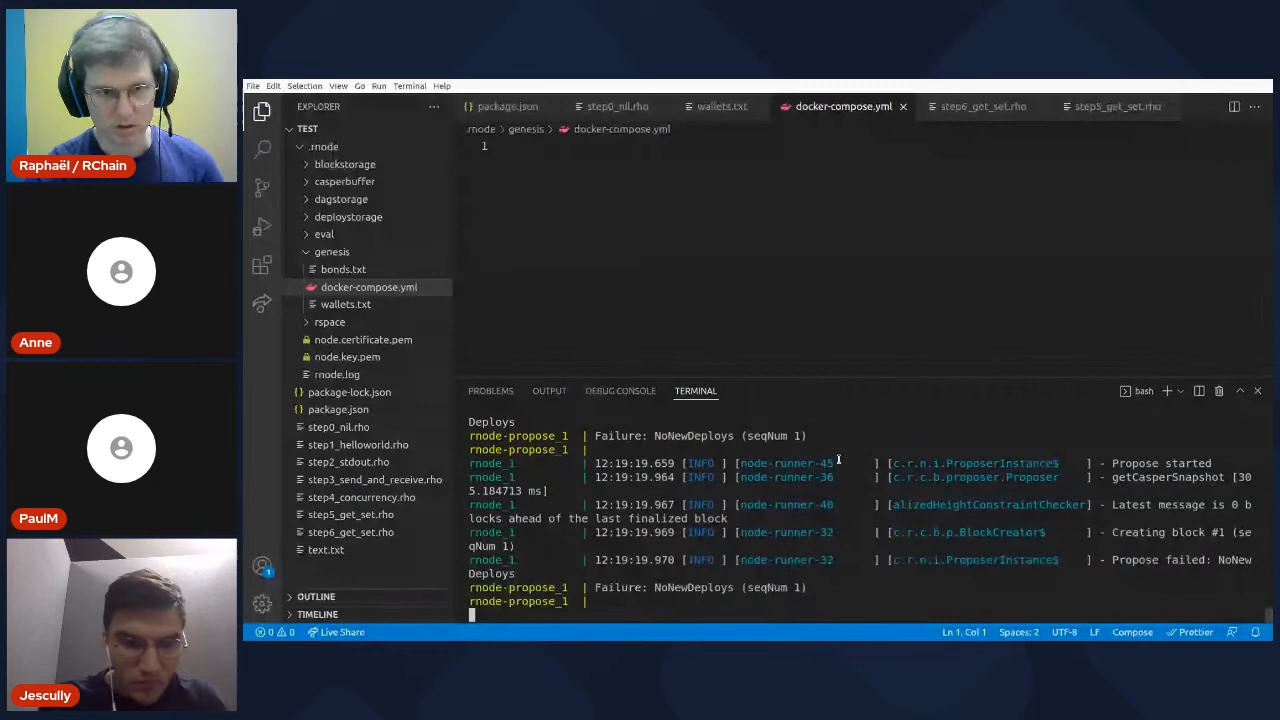 File Edit Selection View Go Run Terminal Help
EXPLORER
package.json step0_nil.rho wallets.txt docker-compose.yml step6_get_set.rho step5_get_set.rho
TEST
.rnode > genesis > docker-compose.yml
1
.rnode
blockstorage
casperbuffer
dagstorage
deploystorage
eval
genesis
bonds.txt
docker-compose.yml
wallets.txt
rspace
node.certificate.pem
node.key.pem
rnode.log
package-lock.json
package.json
step0_nil.rho
step1_helloworld.rho
step2_stdout.rho
step3_send_and_receive.rho
step4_concurrency.rho
step5_get_set.rho
step6_get_set.rho
text.txt
OUTLINE
TIMELINE
PROBLEMS OUTPUT DEBUG CONSOLE TERMINAL bash
Deploys
rnode-propose_1 | Failure: NoNewDeploys (seqNum 1)
rnode-propose_1 |
rnode_1 | 12:19:19.659 [INFO ] [node-runner-45 ] [c.r.n.i.ProposerInstance$ ] - Propose started
rnode_1 | 12:19:19.964 [INFO ] [node-runner-36 ] [c.r.c.b.proposer.Proposer ] - getCasperSnapshot [30
5.184713 ms]
rnode_1 | 12:19:19.967 [INFO ] [node-runner-40 ] [alizedHeightConstraintChecker] - Latest message is 0 b
locks ahead of the last finalized block
rnode_1 | 12:19:19.969 [INFO ] [node-runner-32 ] [c.r.c.b.p.BlockCreator$ ] - Creating block #1 (se
qNum 1)
rnode_1 | 12:19:19.970 [INFO ] [node-runner-32 ] [c.r.n.i.ProposerInstance$ ] - Propose failed: NoNew
Deploys
rnode-propose_1 | Failure: NoNewDeploys (seqNum 1)
rnode-propose_1 |
1
0 0 Live Share Ln 1, Col 1 Spaces: 2 UTF-8 LF Compose Prettier
Raphaël / RChain
Anne
PaulM
Jescully